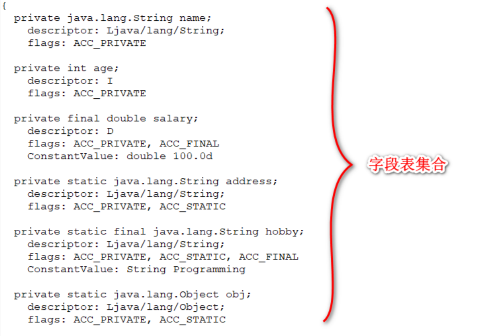 {
private java.lang.String name;
descriptor: Ljava/lang/String;
flags: ACC_PRIVATE
private int age;
descriptor: I
flags: ACC_PRIVATE
private final double salary;
descriptor: D
flags: ACC_PRIVATE, ACC_FINAL
ConstantValue: double 100.0d
private static java.lang.String address;
descriptor: Ljava/lang/String;
flags: ACC_PRIVATE, ACC_STATIC
private static final java.lang.String hobby;
descriptor: Ljava/lang/String;
flags: ACC_PRIVATE, ACC_STATIC, ACC_FINAL
ConstantValue: String Programming
private static java.lang.Object obj;
descriptor: Ljava/lang/Object;
flags: ACC_PRIVATE, ACC_STATIC
字段表集合